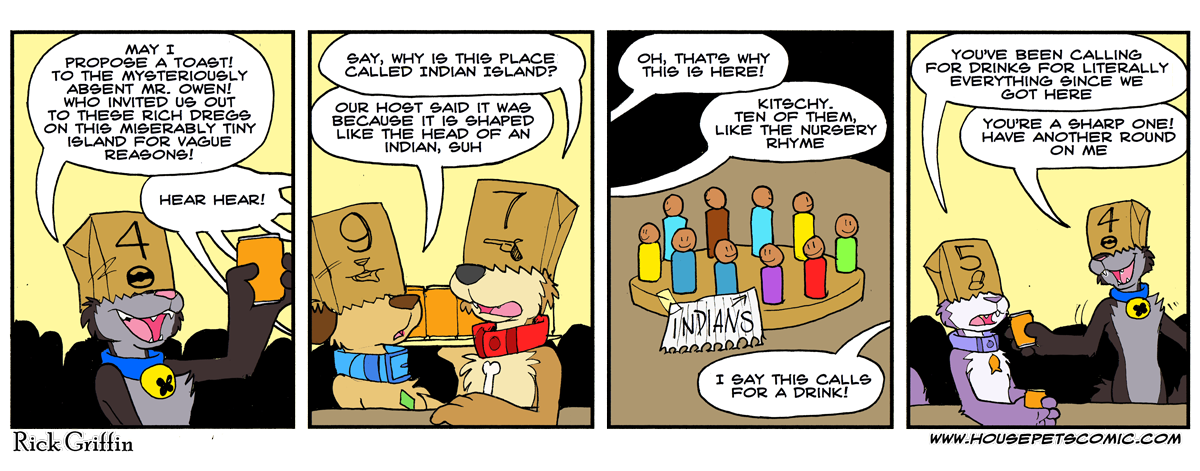 MAY I
PROPOSE A TOAST!
TO THE MYSTERIOUSLY
ABSENT MR. OWEN!
WHO INVITED US OUT
TO THESE RICH DREGS
ON THIS MISERABLY TINY
ISLAND FOR VAGUE
REASONS!
HEAR HEAR!
4
SAY, WHY IS THIS PLACE
CALLED INDIAN ISLAND?
OUR HOST SAID IT WAS
BECAUSE IT IS SHAPED
LIKE THE HEAD OF AN
INDIAN, SUH
9
7
OH, THAT'S WHY
THIS IS HERE!
KITSCHY.
TEN OF THEM,
LIKE THE NURSERY
RHYME
INDIANS
I SAY THIS CALLS
FOR A DRINK!
YOU'VE BEEN CALLING
FOR DRINKS FOR LITERALLY
EVERYTHING SINCE WE
GOT HERE
YOU'RE A SHARP ONE!
HAVE ANOTHER ROUND
ON ME
5
4
Rick Griffin
WWW.HOUSEPETSCOMIC.COM